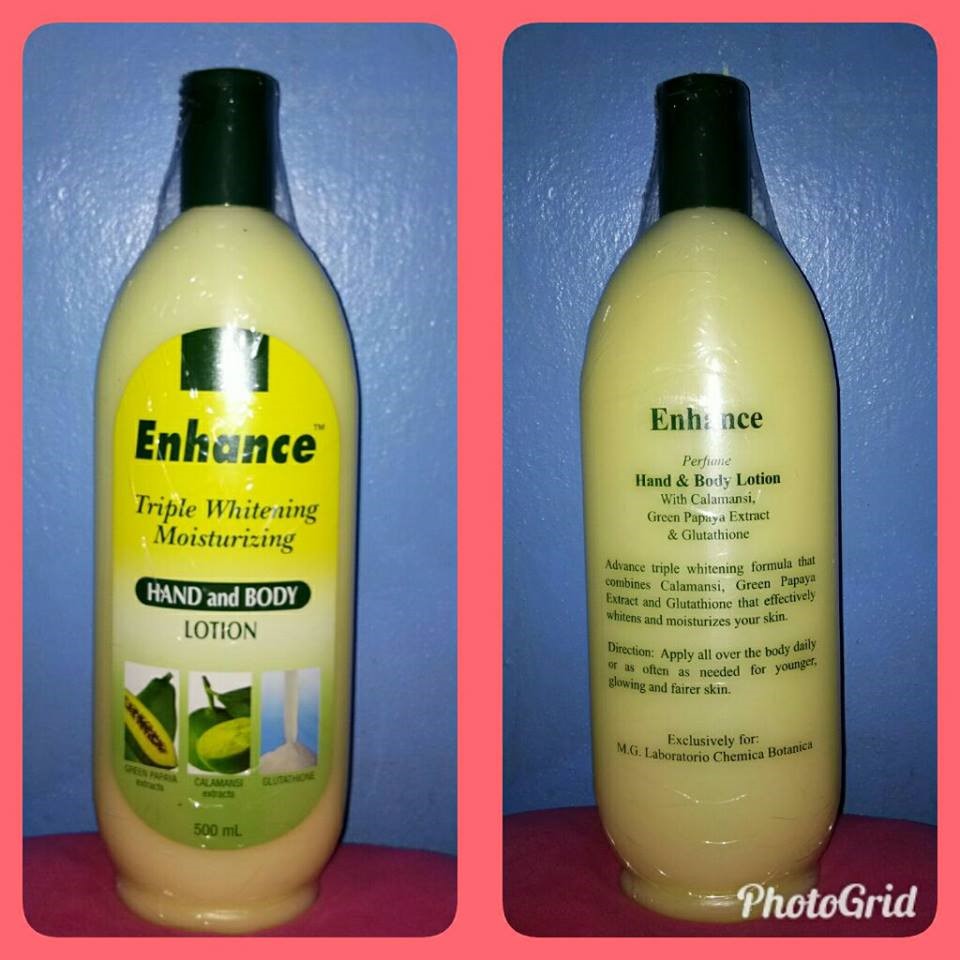 Enhance™
Triple Whitening
Moisturizing
HAND and BODY
LOTION
GREEN PAPAYA
extracts
CALAMANSI
extracts
GLUTATHIONE
500 mL
Enhance
Perfume
Hand & Body Lotion
With Calamansi,
Green Papaya Extract
& Glutathione
Advance triple whitening formula that
combines Calamansi, Green Papaya
Extract and Glutathione that effectively
whitens and moisturizes your skin.
Direction: Apply all over the body daily
or as often as needed for younger,
glowing and fairer skin.
Exclusively for:
M.G. Laboratorio Chemica Botanica
PhotoGrid